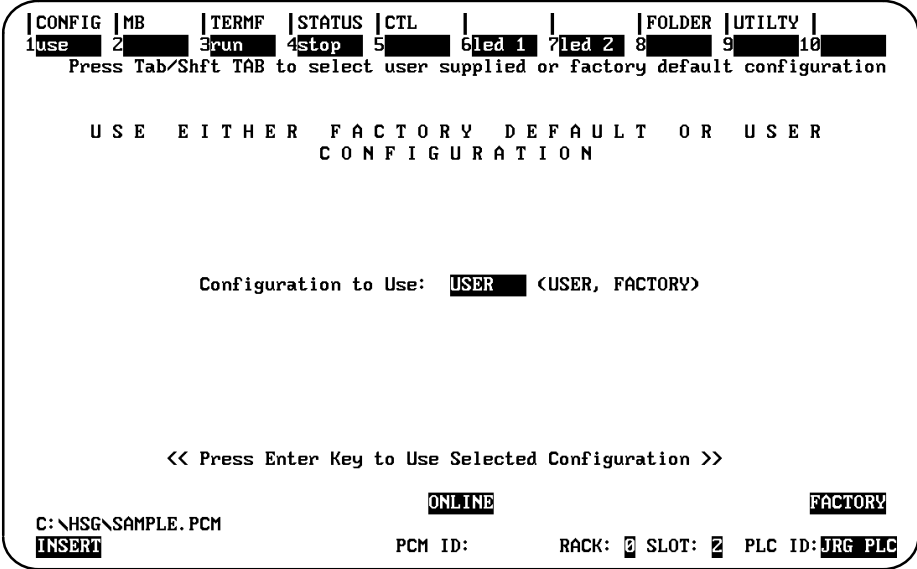 |CONFIG |MB |TERMF |STATUS |CTL | | |FOLDER |UTILTY |
1use 2 3run 4stop 5 6led 1 7led 2 8 9 10
Press Tab/Shft TAB to select user supplied or factory default configuration
U S E E I T H E R F A C T O R Y D E F A U L T O R U S E R
C O N F I G U R A T I O N
Configuration to Use: USER (USER, FACTORY)
<< Press Enter Key to Use Selected Configuration >>
ONLINE FACTORY
C:\HSG\SAMPLE.PCM
INSERT PCM ID: RACK: 0 SLOT: 2 PLC ID: JRG PLC